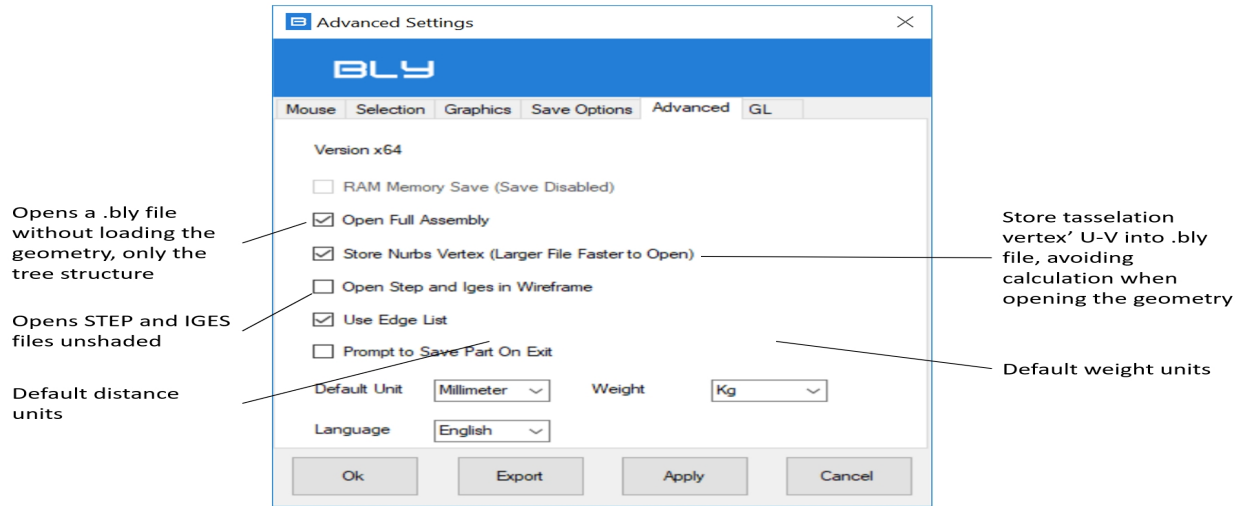 Advanced Settings
BLY
Mouse Selection Graphics Save Options Advanced GL
Version x64
RAM Memory Save (Save Disabled)
Open Full Assembly
Store Nurbs Vertex (Larger File Faster to Open)
Open Step and Iges in Wireframe
Use Edge List
Prompt to Save Part On Exit
Default Unit Millimeter Weight Kg
Language English
Ok Export Apply Cancel
Opens a .bly file
without loading the
geometry, only the
tree structure
Opens STEP and IGES
files unshaded
Default distance
units
Store tasselation
vertex’ U-V into .bly
file, avoiding
calculation when
opening the geometry
Default weight units